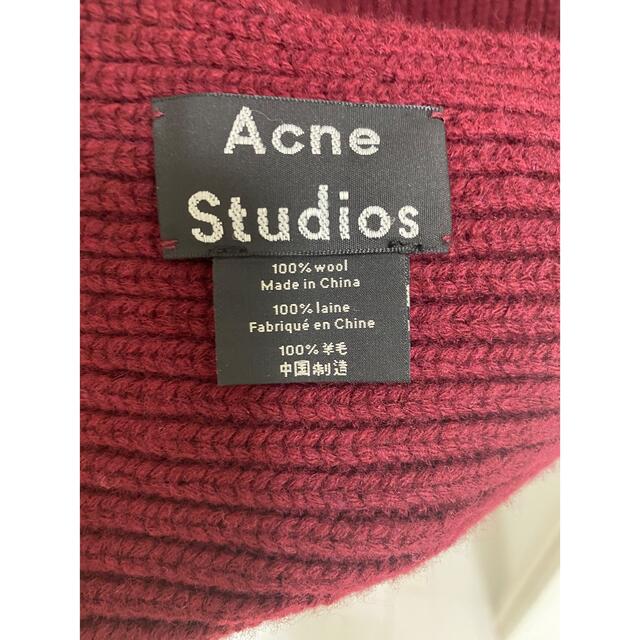 Acne
Studios
100% wool
Made in China
100% laine
Fabriqué en Chine
100% 羊毛
中国制造